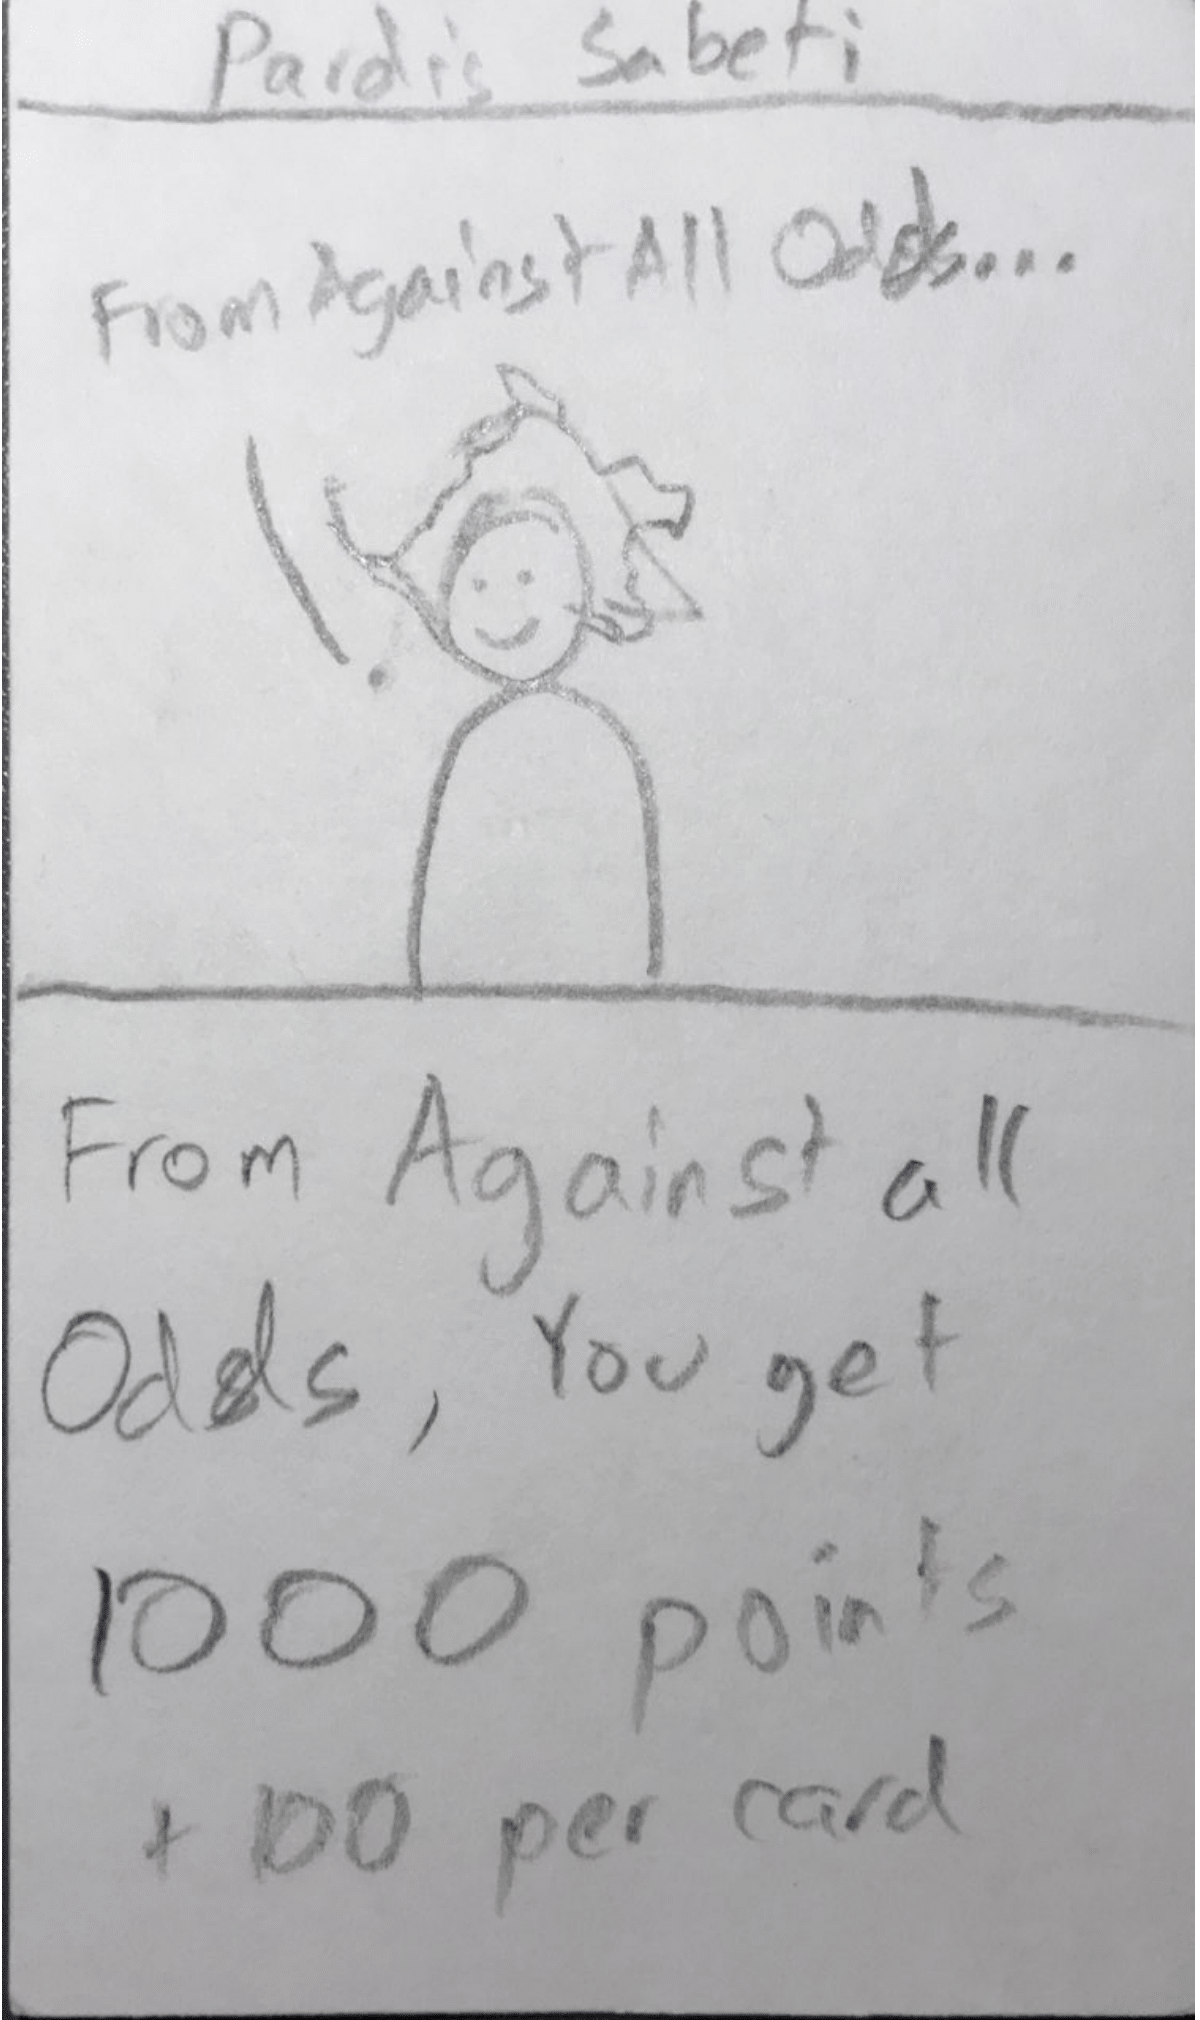 Pardis Sabeti
From Against All Odds....
!
From Against all
Odds, You get
1000 points
+ 100 per card